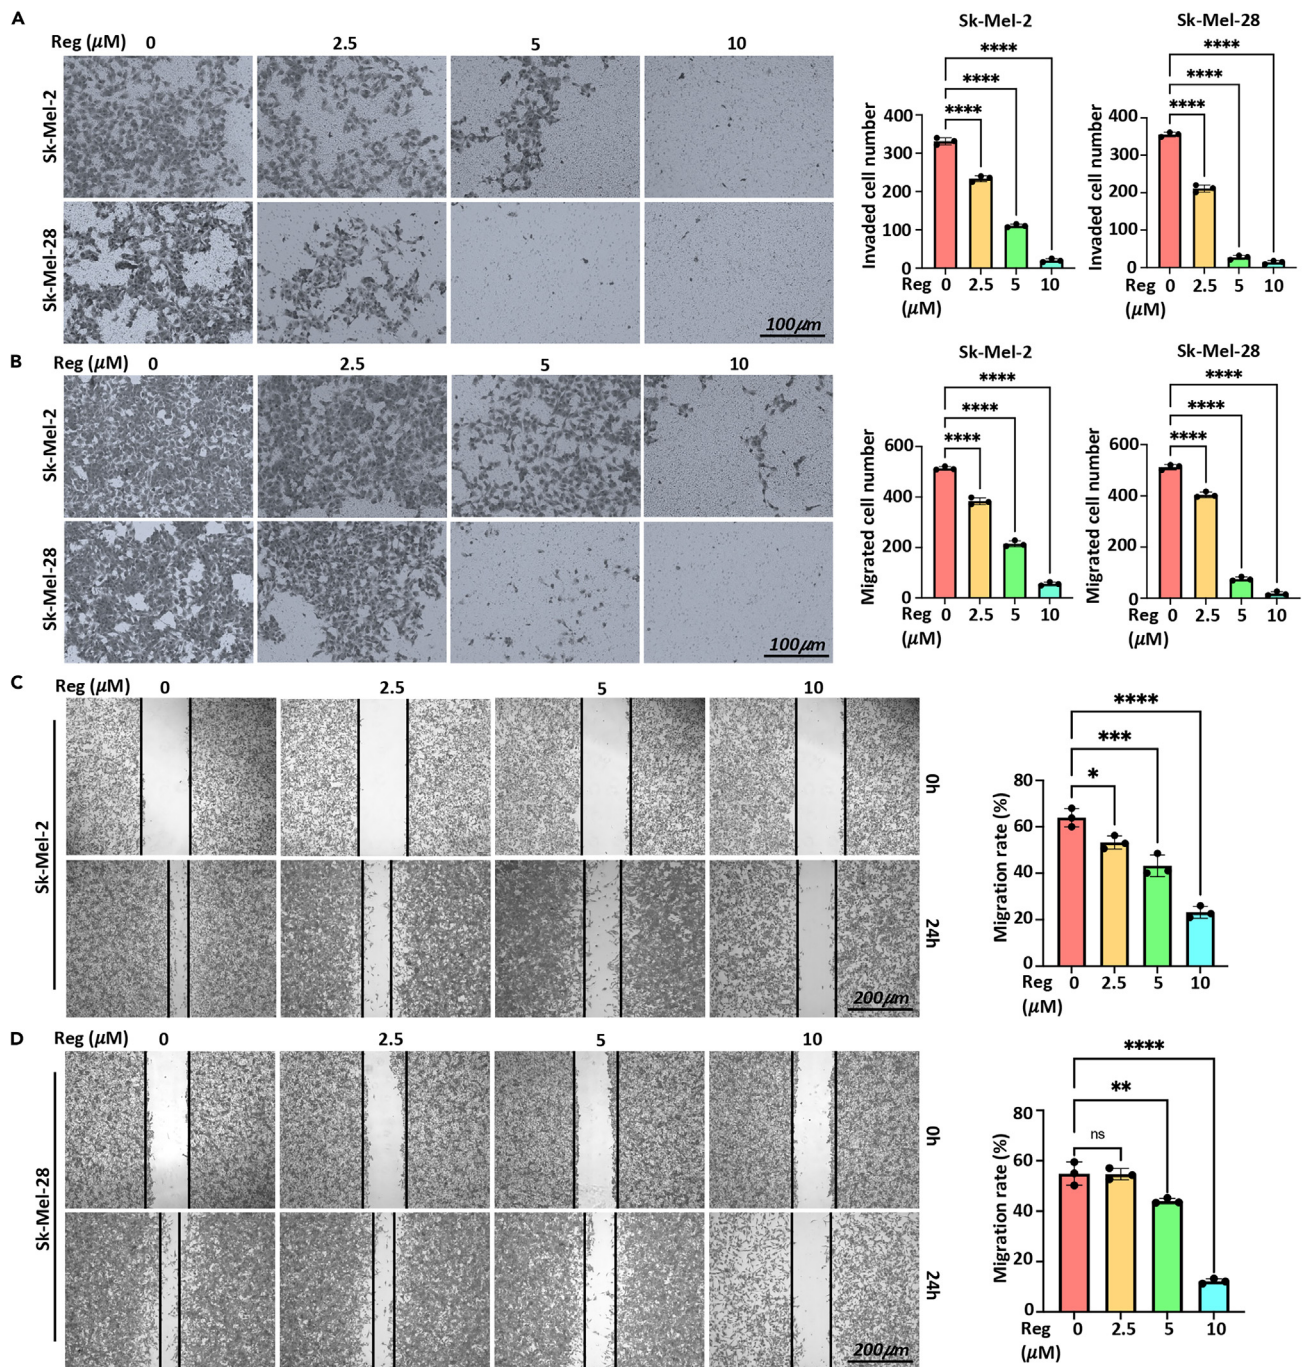 A
Reg (μM) 0 2.5 5 10
Sk-Mel-2
Sk-Mel-28
100μm
Sk-Mel-2
****
****
****
Invaded cell number
400
300
200
100
0
Reg (μM) 0 2.5 5 10
Sk-Mel-28
****
****
****
Invaded cell number
400
300
200
100
0
0 2.5 5 10
B
Reg (μM) 0 2.5 5 10
Sk-Mel-2
Sk-Mel-28
100μm
Sk-Mel-2
****
****
****
Migrated cell number
600
400
200
0
Reg (μM) 0 2.5 5 10
Sk-Mel-28
****
****
****
Migrated cell number
600
400
200
0
Reg (μM) 0 2.5 5 10
C
Reg (μM) 0 2.5 5 10
Sk-Mel-2
0h
24h
200μm
****
***
*
Migration rate (%)
80
60
40
20
0
Reg (μM) 0 2.5 5 10
D
Reg (μM) 0 2.5 5 10
Sk-Mel-28
0h
24h
200μm
****
**
ns
Migration rate (%)
80
60
40
20
0
Reg (μM) 0 2.5 5 10